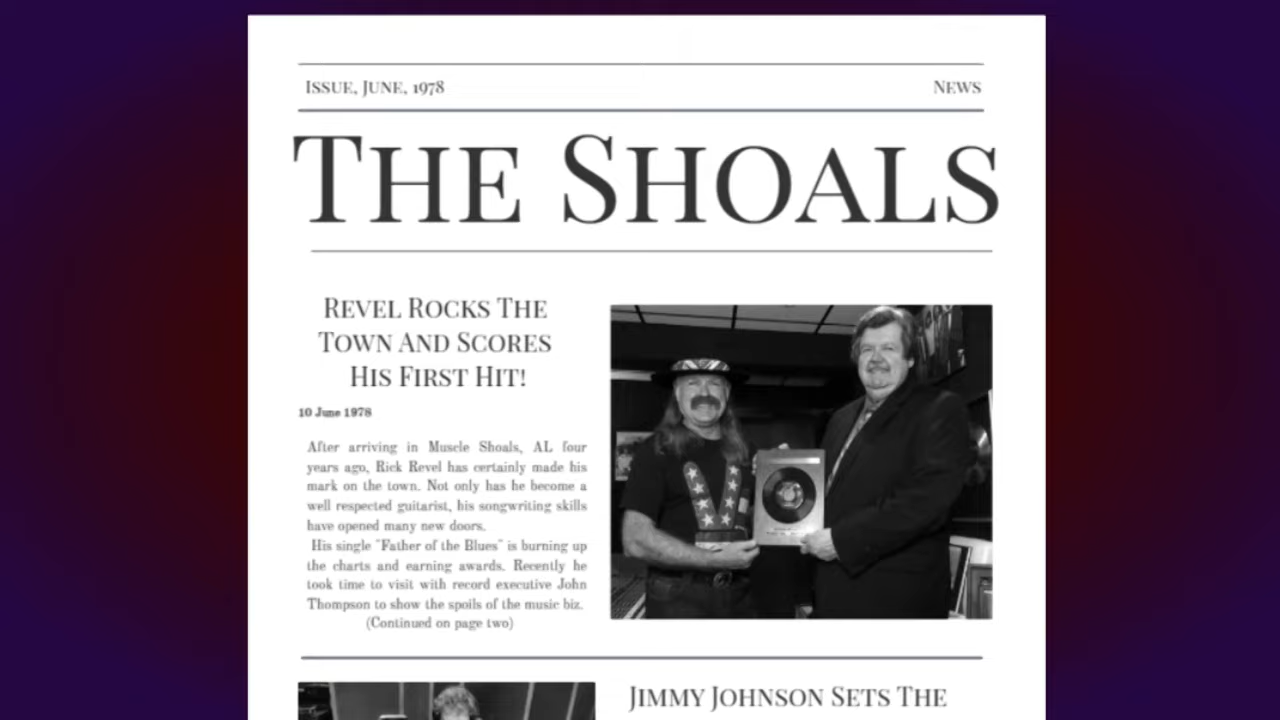 Issue, June, 1978
News
The Shoals
Revel Rocks The
Town And Scores
His First Hit!
10 June 1978
After arriving in Muscle Shoals, AL four
years ago, Rick Revel has certainly made his
mark on the town. Not only has he become a
well respected guitarist, his songwriting skills
have opened many new doors.
His single "Father of the Blues" is burning up
the charts and earning awards. Recently he
took time to visit with record executive John
Thompson to show the spoils of the music biz.
(Continued on page two)
Jimmy Johnson Sets The